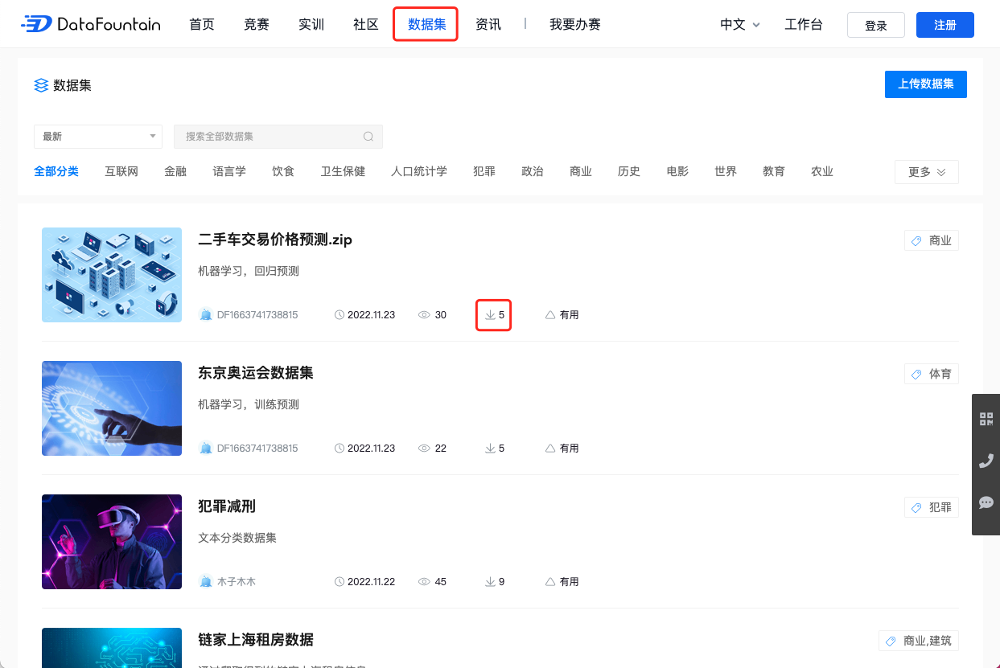 DataFountain 首页 竞赛 实训 社区 数据集 资讯 | 我要办赛 中文 工作台 登录 注册
数据集 上传数据集
最新 搜索全部数据集
全部分类 互联网 金融 语言学 饮食 卫生保健 人口统计学 犯罪 政治 商业 历史 电影 世界 教育 农业 更多
二手车交易价格预测.zip 商业
机器学习，回归预测
DF1663741738815 2022.11.23 30 5 有用
东京奥运会数据集 体育
机器学习，训练预测
DF1663741738815 2022.11.23 22 5 有用
犯罪减刑 犯罪
文本分类数据集
木子木木 2022.11.22 45 9 有用
链家上海租房数据 商业,建筑